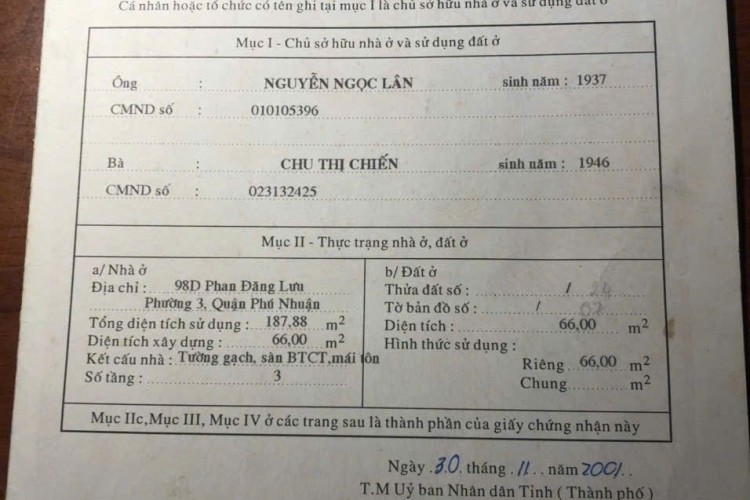 Cá nhân hoặc tổ chức có tên ghi tại mục I là chủ sở hữu nhà ở và sử dụng đất ở
Mục I - Chủ sở hữu nhà ở và sử dụng đất ở
Ông : NGUYỄN NGỌC LÂN sinh năm : 1937
CMND số : 010105396
Bà : CHU THỊ CHIẾN sinh năm : 1946
CMND số : 023132425
Mục II - Thực trạng nhà ở, đất ở
a/ Nhà ở
Địa chỉ : 98D Phan Đăng Lưu
Phường 3, Quận Phú Nhuận
Tổng diện tích sử dụng : 187,88 m2
Diện tích xây dựng : 66,00 m2
Kết cấu nhà : Tường gạch, sàn BTCT,mái tôn
Số tầng : 3
b/ Đất ở
Thửa đất số : / 24
Tờ bản đồ số : / 02
Diện tích : 66,00 m2
Hình thức sử dụng :
Riêng 66,00 m2
Chung m2
Mục IIc,Mục III, Mục IV ở các trang sau là thành phần của giấy chứng nhận này
Ngày 30 tháng 11 năm 2001
T.M Uỷ ban Nhân dân Tỉnh ( Thành phố )